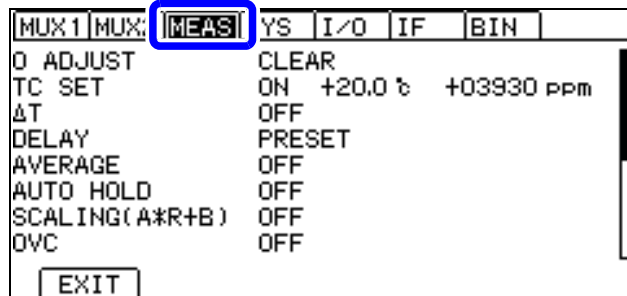 MUX1 MUX2 MEAS YS I/O IF BIN
0 ADJUST CLEAR
TC SET ON +20.0 ℃ +03930 ppm
ΔT OFF
DELAY PRESET
AVERAGE OFF
AUTO HOLD OFF
SCALING(A*R+B) OFF
OVC OFF
EXIT